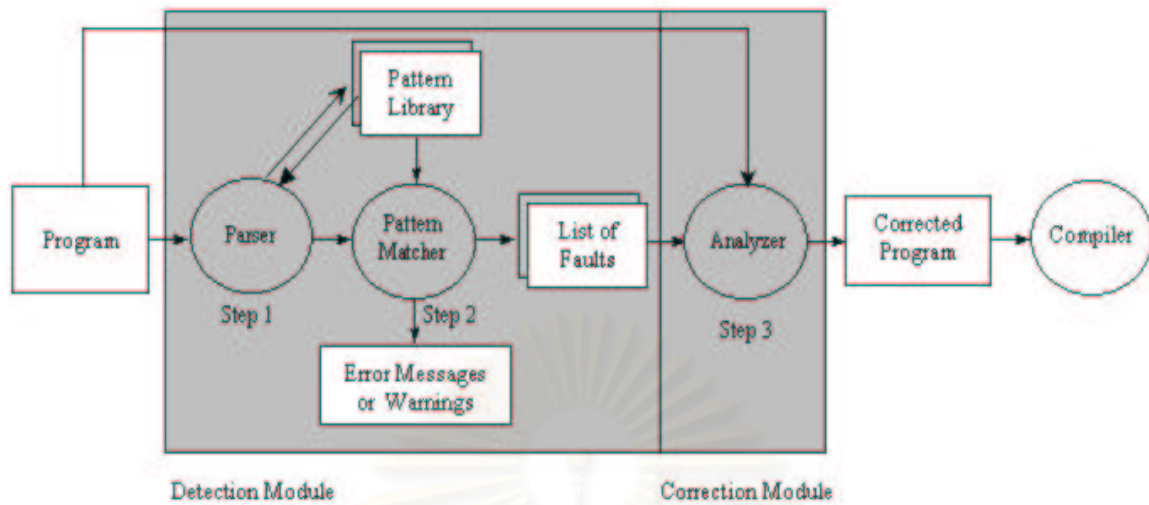 Pattern
Library
Program
Parser
Pattern
Matcher
List of
Faults
Analyzer
Corrected
Program
Compiler
Step 1
Step 2
Step 3
Error Messages
or Warnings
Detection Module
Correction Module